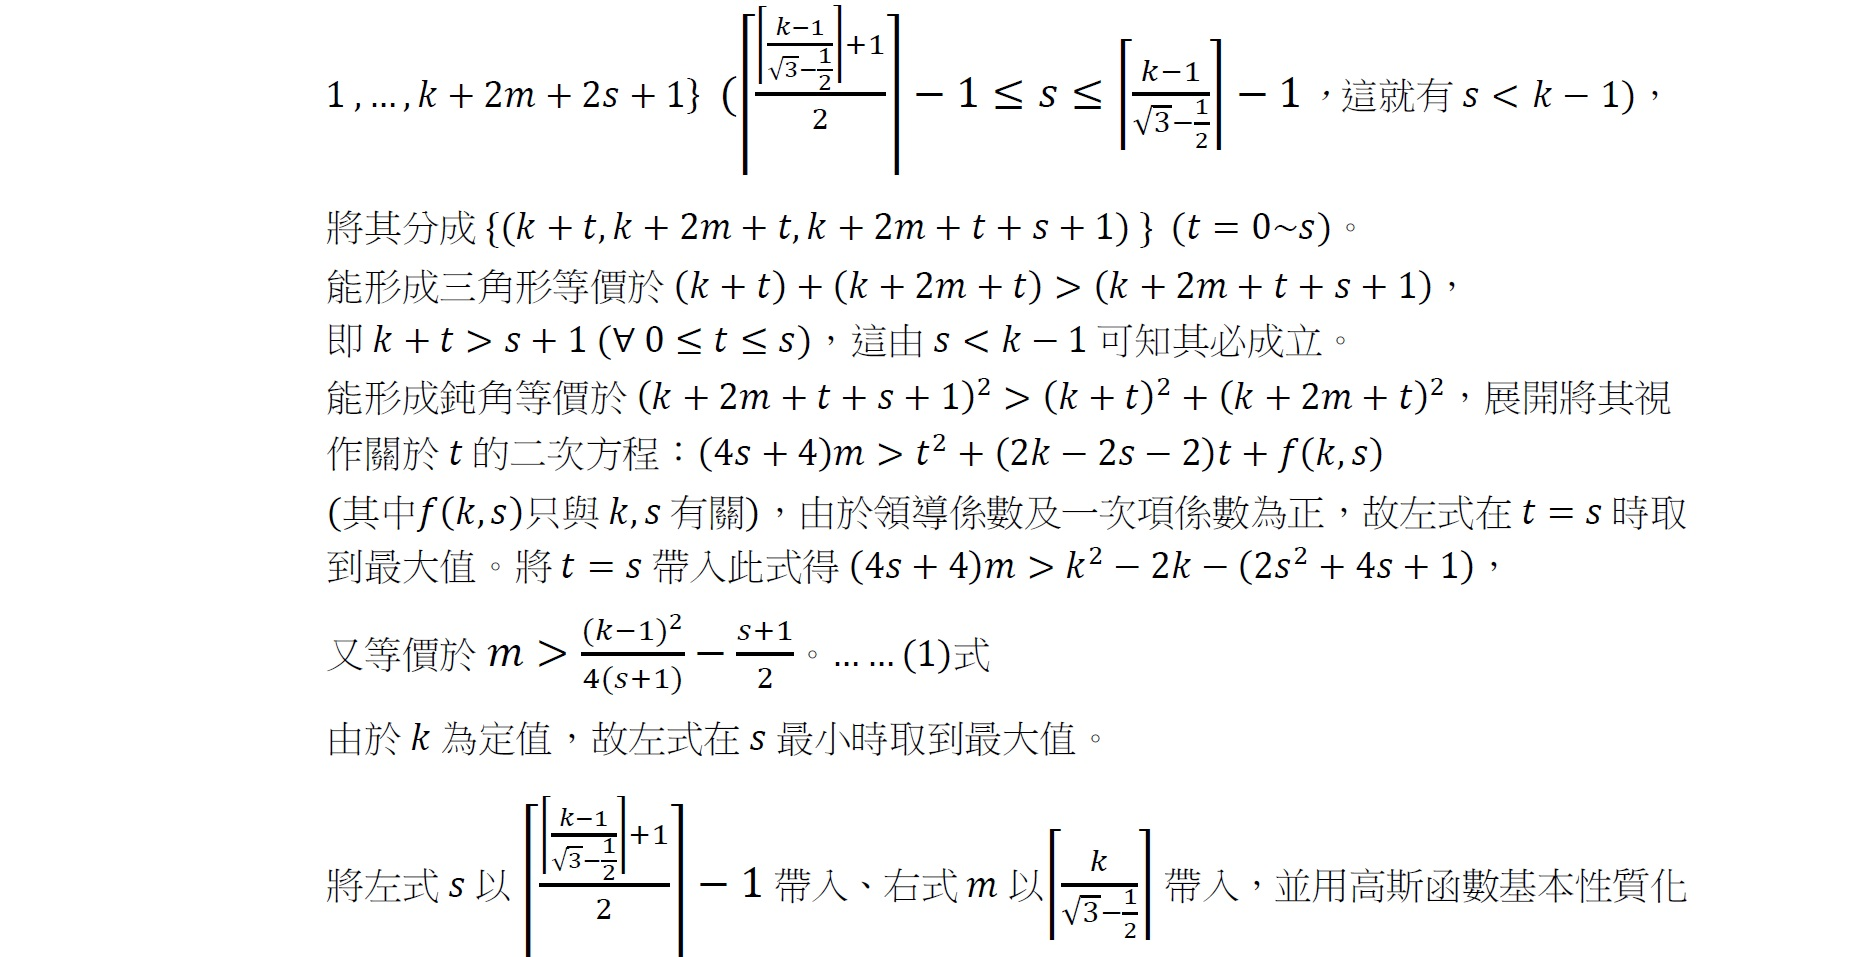 1 ,…, k + 2m + 2s + 1} (⌈(⌈(k−1)/(√3−1/2)⌉+1)/2⌉ − 1 ≤ s ≤ ⌈(k−1)/(√3−1/2)⌉ − 1，這就有 s < k − 1)，
將其分成 {(k + t, k + 2m + t, k + 2m + t + s + 1) } (t = 0~s)。
能形成三角形等價於 (k + t) + (k + 2m + t) > (k + 2m + t + s + 1)，
即 k + t > s + 1 (∀ 0 ≤ t ≤ s)，這由 s < k − 1 可知其必成立。
能形成鈍角等價於 (k + 2m + t + s + 1)² > (k + t)² + (k + 2m + t)²，展開將其視
作關於 t 的二次方程：(4s + 4)m > t² + (2k − 2s − 2)t + f(k, s)
(其中f(k, s)只與 k, s 有關)，由於領導係數及一次項係數為正，故左式在 t = s 時取
到最大值。將 t = s 帶入此式得 (4s + 4)m > k² − 2k − (2s² + 4s + 1)，
又等價於 m > (k−1)²/4(s+1) − (s+1)/2。… … (1)式
由於 k 為定值，故左式在 s 最小時取到最大值。
將左式 s 以 ⌈(⌈(k−1)/(√3−1/2)⌉+1)/2⌉ − 1 帶入、右式 m 以⌈k/(√3−1/2)⌉ 帶入，並用高斯函數基本性質化